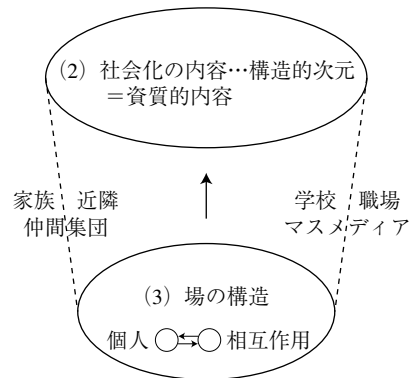 (2) 社会化の内容…構造的次元
＝資質的内容
家族 近隣
仲間集団
学校 職場
マスメディア
(3) 場の構造
個人 相互作用